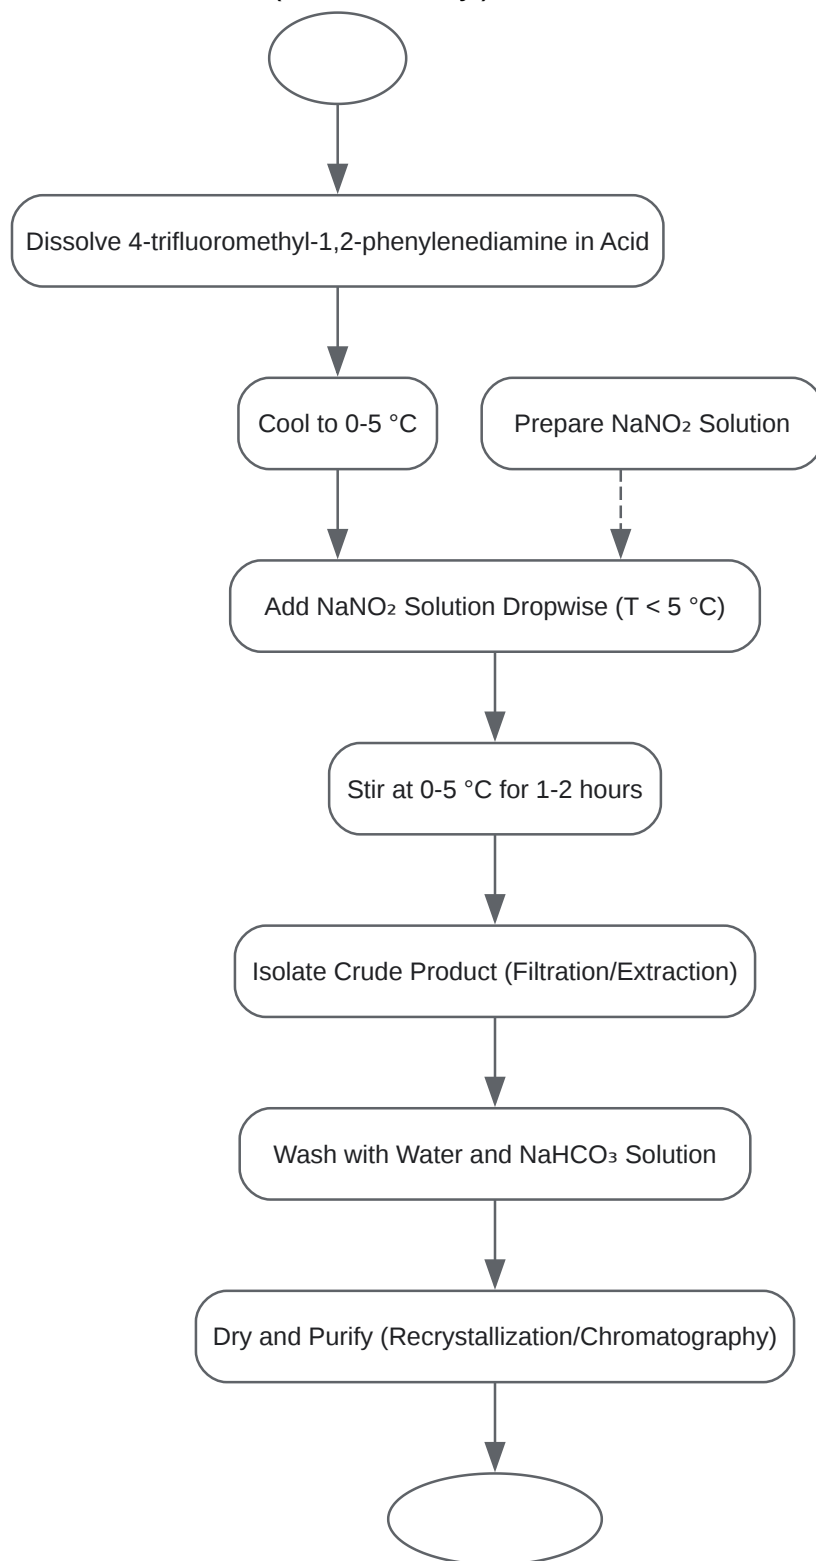 Dissolve 4-trifluoromethyl-1,2-phenylenediamine in Acid
Cool to 0-5 °C
Prepare NaNO₂ Solution
Add NaNO₂ Solution Dropwise (T < 5 °C)
Stir at 0-5 °C for 1-2 hours
Isolate Crude Product (Filtration/Extraction)
Wash with Water and NaHCO₃ Solution
Dry and Purify (Recrystallization/Chromatography)